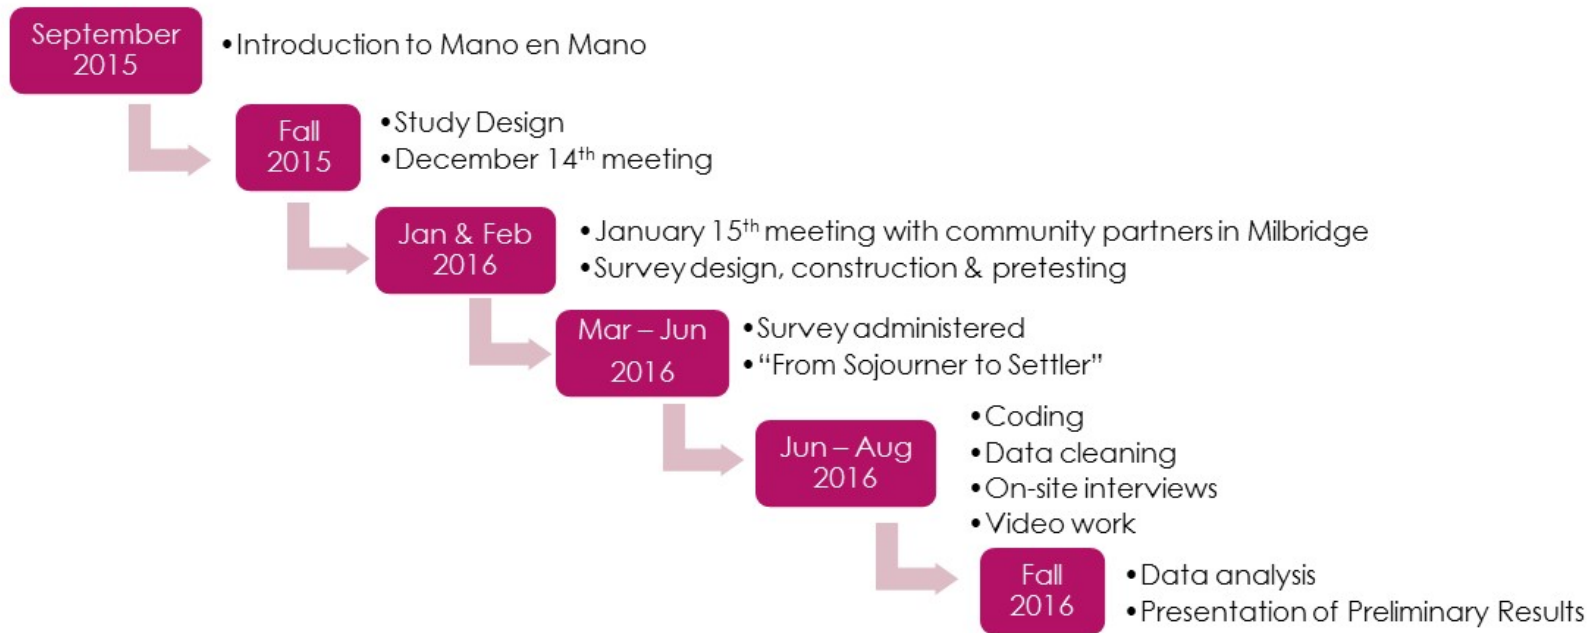 September
2015
•Introduction to Mano en Mano
Fall
2015
•Study Design
•December 14th meeting
Jan & Feb
2016
•January 15th meeting with community partners in Milbridge
•Survey design, construction & pretesting
Mar – Jun
2016
•Survey administered
•“From Sojourner to Settler”
Jun – Aug
2016
•Coding
•Data cleaning
•On-site interviews
•Video work
Fall
2016
•Data analysis
•Presentation of Preliminary Results